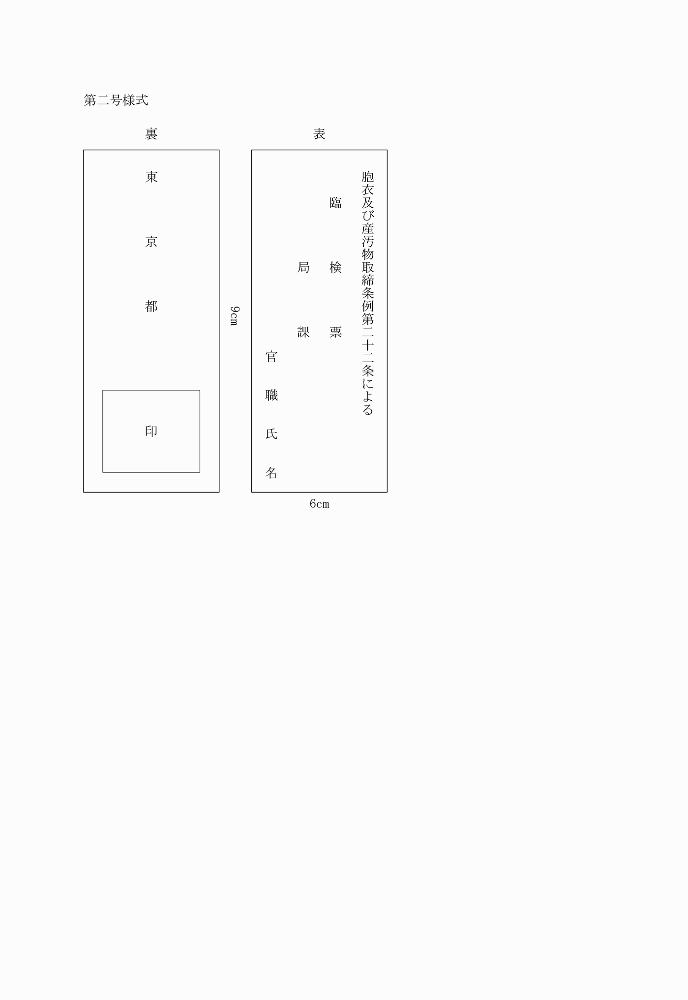 第二号様式
表
胞衣及び産汚物取締条例第二十二条による
臨検票
局課
官職氏名
6cm
9cm
裏
東京都
印